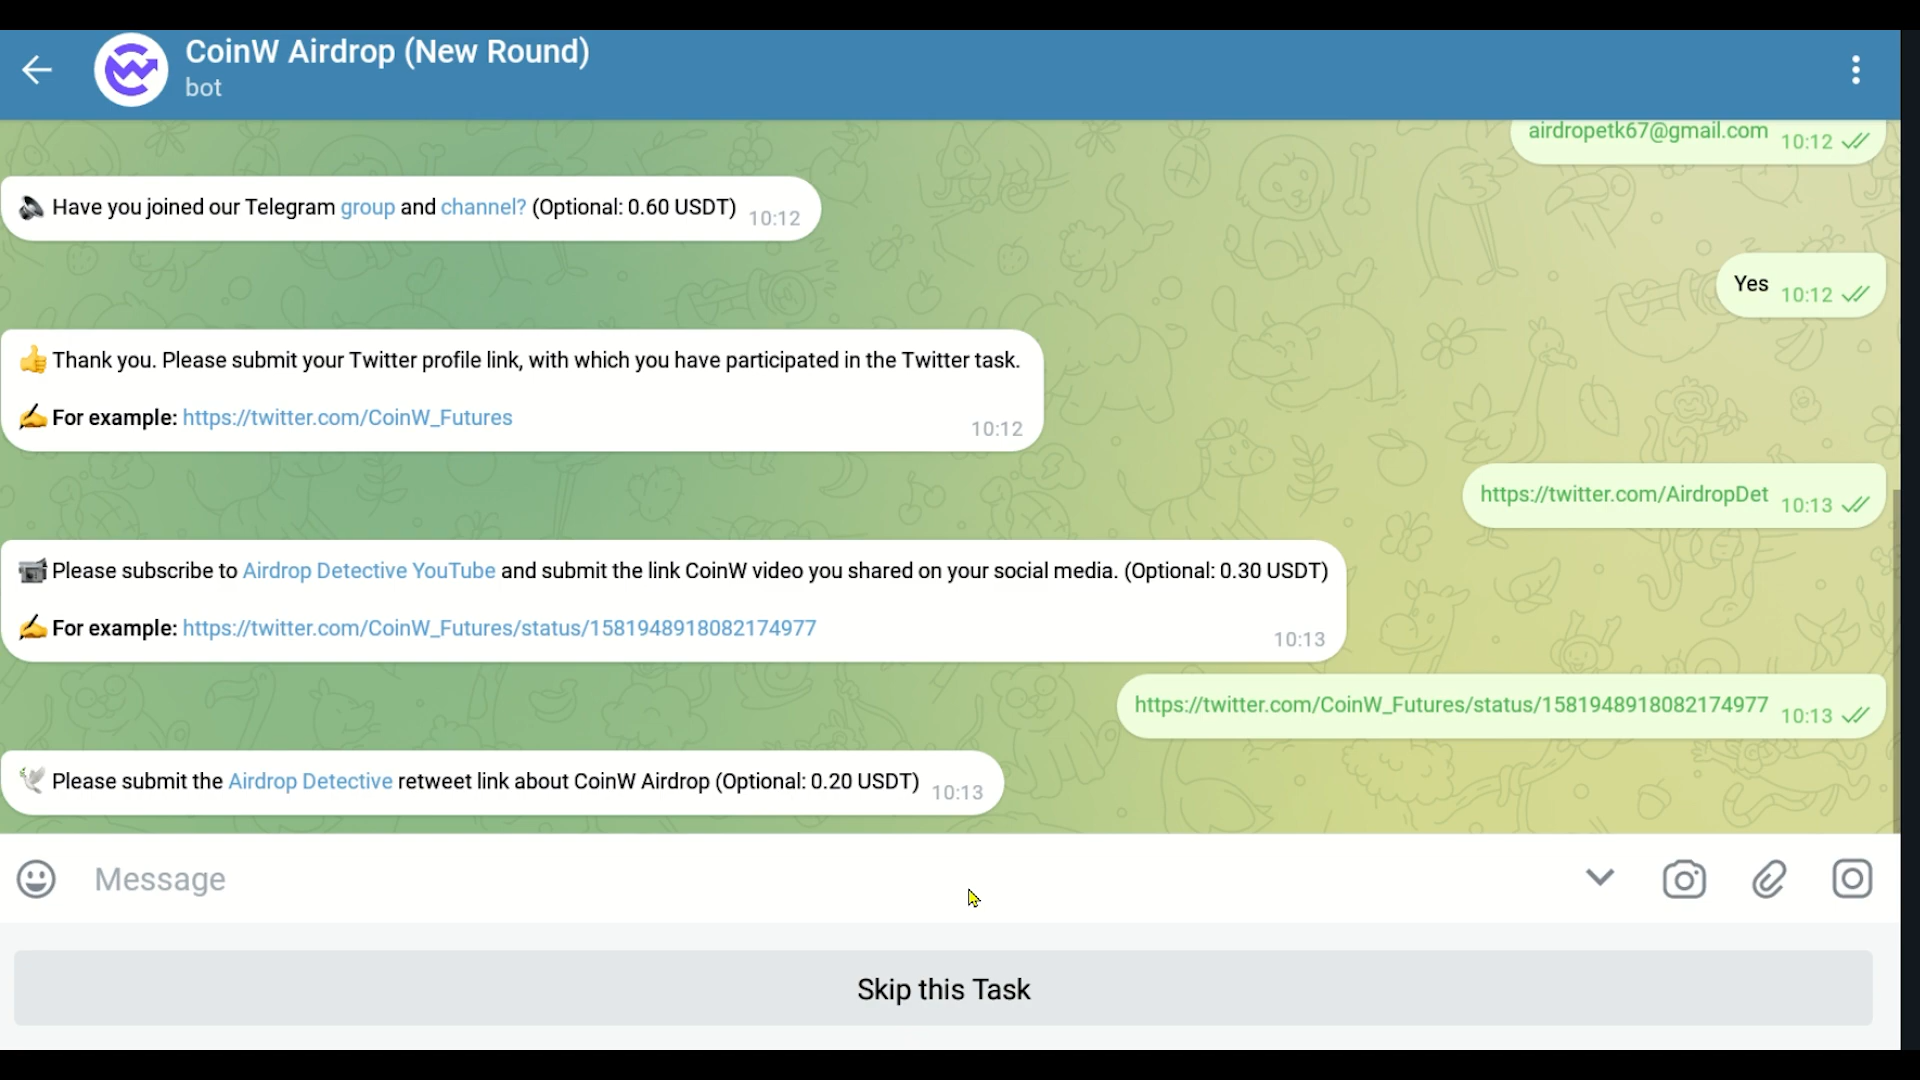 CoinW Airdrop (New Round)
bot
airdropetk67@gmail.com 10:12
Have you joined our Telegram group and channel? (Optional: 0.60 USDT) 10:12
Yes 10:12
Thank you. Please submit your Twitter profile link, with which you have participated in the Twitter task.
For example: https://twitter.com/CoinW_Futures 10:12
https://twitter.com/AirdropDet 10:13
Please subscribe to Airdrop Detective YouTube and submit the link CoinW video you shared on your social media. (Optional: 0.30 USDT)
For example: https://twitter.com/CoinW_Futures/status/1581948918082174977 10:13
https://twitter.com/CoinW_Futures/status/1581948918082174977 10:13
Please submit the Airdrop Detective retweet link about CoinW Airdrop (Optional: 0.20 USDT) 10:13
Message
Skip this Task